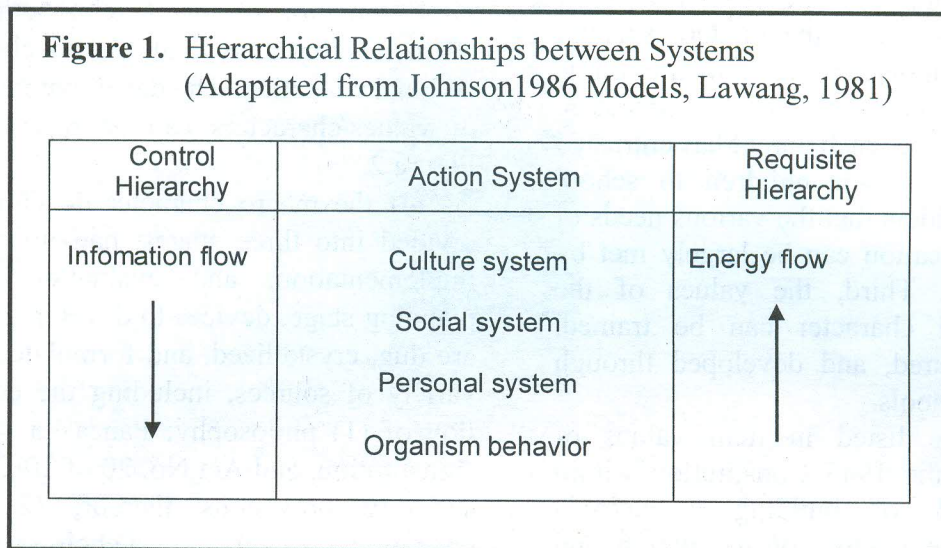 Figure 1. Hierarchical Relationships between Systems
(Adaptated from Johnson1986 Models, Lawang, 1981)
Control
Hierarchy
Action System
Requisite
Hierarchy
Infomation flow
Culture system
Energy flow
Social system
Personal system
Organism behavior